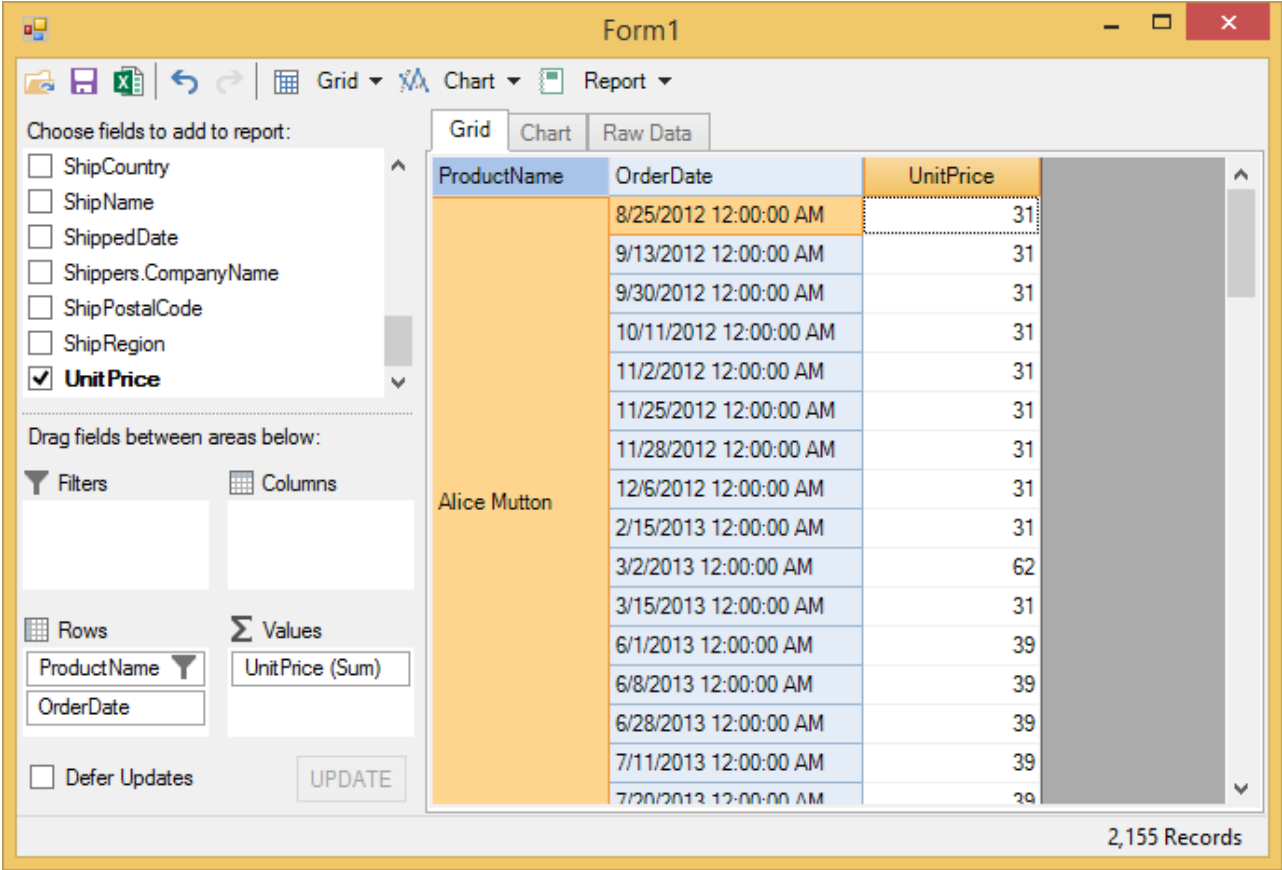 Form1
Grid Chart Report
Choose fields to add to report:
ShipCountry
ShipName
ShippedDate
Shippers.CompanyName
ShipPostalCode
ShipRegion
UnitPrice
Drag fields between areas below:
Filters Columns
Rows Values
ProductName UnitPrice (Sum)
OrderDate
Defer Updates UPDATE
Grid Chart Raw Data
ProductName OrderDate UnitPrice
Alice Mutton
8/25/2012 12:00:00 AM 31
9/13/2012 12:00:00 AM 31
9/30/2012 12:00:00 AM 31
10/11/2012 12:00:00 AM 31
11/2/2012 12:00:00 AM 31
11/25/2012 12:00:00 AM 31
11/28/2012 12:00:00 AM 31
12/6/2012 12:00:00 AM 31
2/15/2013 12:00:00 AM 31
3/2/2013 12:00:00 AM 62
3/15/2013 12:00:00 AM 31
6/1/2013 12:00:00 AM 39
6/8/2013 12:00:00 AM 39
6/28/2013 12:00:00 AM 39
7/11/2013 12:00:00 AM 39
7/20/2013 12:00:00 AM 39
2,155 Records